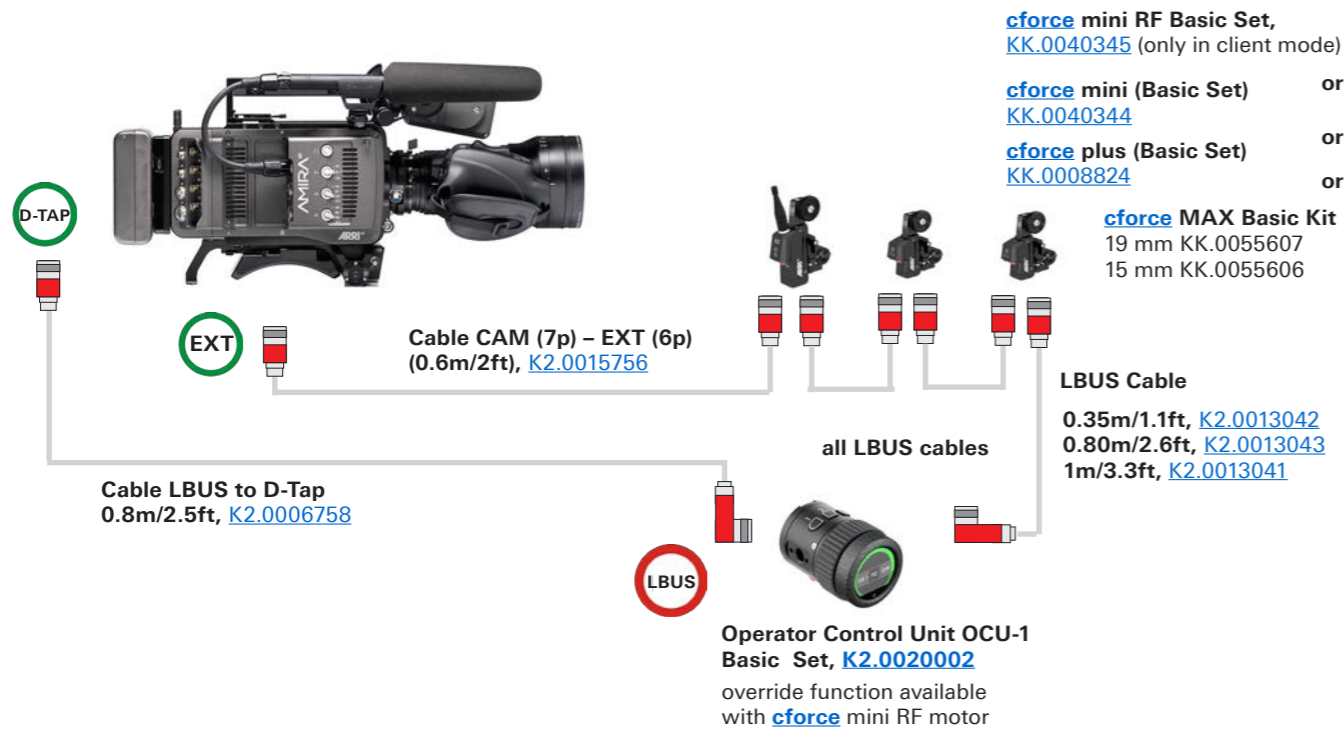 cforce mini RF Basic Set,
KK.0040345 (only in client mode)
or
cforce mini (Basic Set)
KK.0040344
or
cforce plus (Basic Set)
KK.0008824
or
cforce MAX Basic Kit
19 mm KK.0055607
15 mm KK.0055606
AMIRA
ARRI
D-TAP
EXT
Cable CAM (7p) – EXT (6p)
(0.6m/2ft), K2.0015756
LBUS Cable
0.35m/1.1ft, K2.0013042
0.80m/2.6ft, K2.0013043
1m/3.3ft, K2.0013041
all LBUS cables
Cable LBUS to D-Tap
0.8m/2.5ft, K2.0006758
LBUS
Operator Control Unit OCU-1
Basic Set, K2.0020002
override function available
with cforce mini RF motor